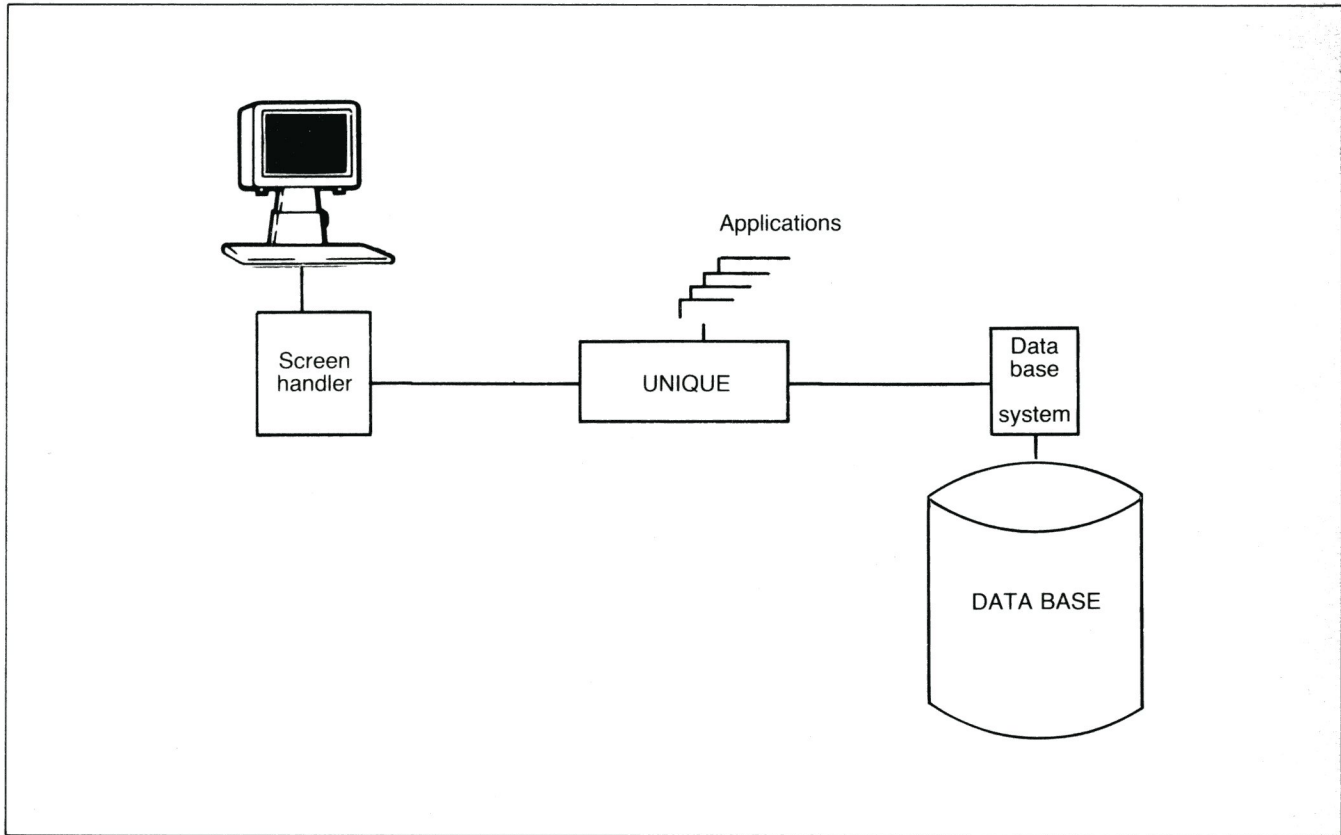 Applications
Screen
handler
UNIQUE
Data
base
system
DATA BASE